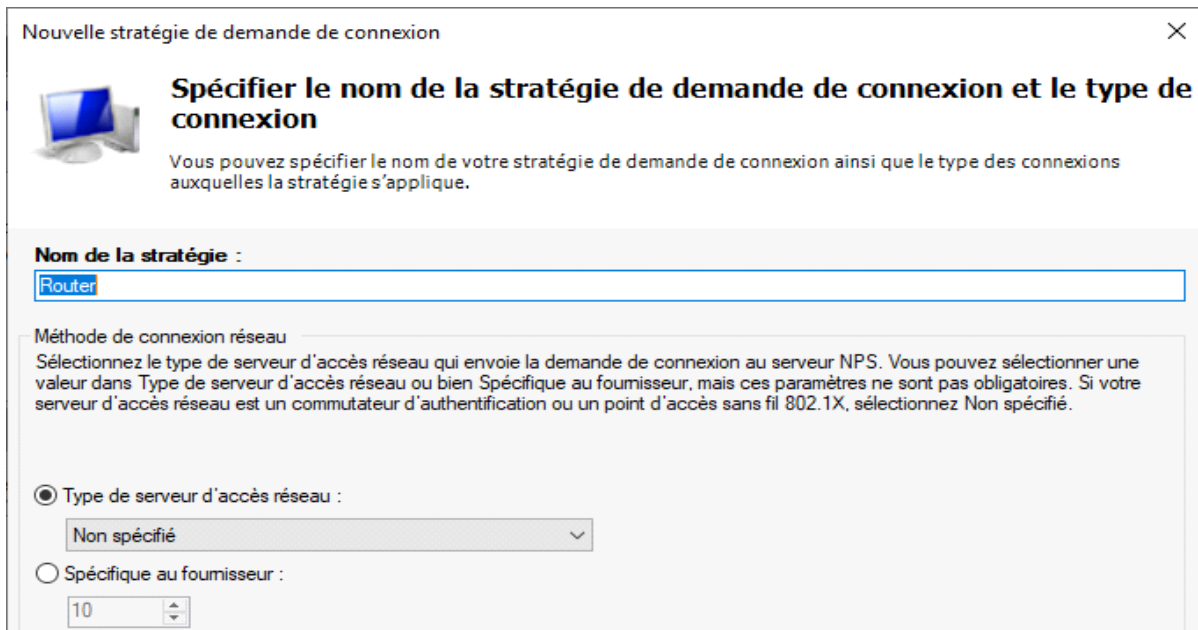 Nouvelle stratégie de demande de connexion
Spécifier le nom de la stratégie de demande de connexion et le type de
connexion
Vous pouvez spécifier le nom de votre stratégie de demande de connexion ainsi que le type des connexions
auxquelles la stratégie s’applique.
Nom de la stratégie :
Router
Méthode de connexion réseau
Sélectionnez le type de serveur d’accès réseau qui envoie la demande de connexion au serveur NPS. Vous pouvez sélectionner une
valeur dans Type de serveur d’accès réseau ou bien Spécifique au fournisseur, mais ces paramètres ne sont pas obligatoires. Si votre
serveur d’accès réseau est un commutateur d’authentification ou un point d’accès sans fil 802.1X, sélectionnez Non spécifié.
Type de serveur d’accès réseau :
Non spécifié
Spécifique au fournisseur :
10